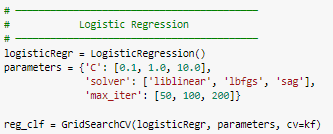 # ————————————————————————————————
#          Logistic Regression
# ————————————————————————————————
logisticRegr = LogisticRegression()
parameters = {'C': [0.1, 1.0, 10.0],
              'solver': ['liblinear', 'lbfgs', 'sag'],
              'max_iter': [50, 100, 200]}
reg_clf = GridSearchCV(logisticRegr, parameters, cv=kf)